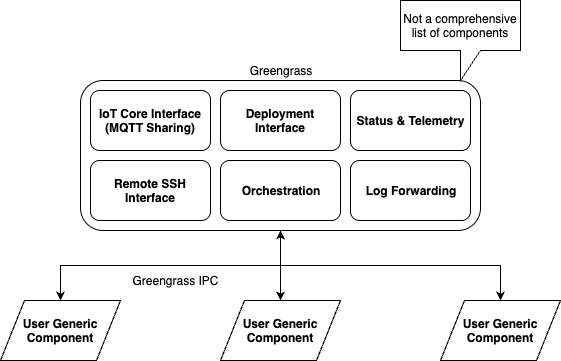 Not a comprehensive
list of components
Greengrass
IoT Core Interface
(MQTT Sharing)
Deployment
Interface
Status & Telemetry
Remote SSH
Interface
Orchestration
Log Forwarding
Greengrass IPC
User Generic
Component
User Generic
Component
User Generic
Component